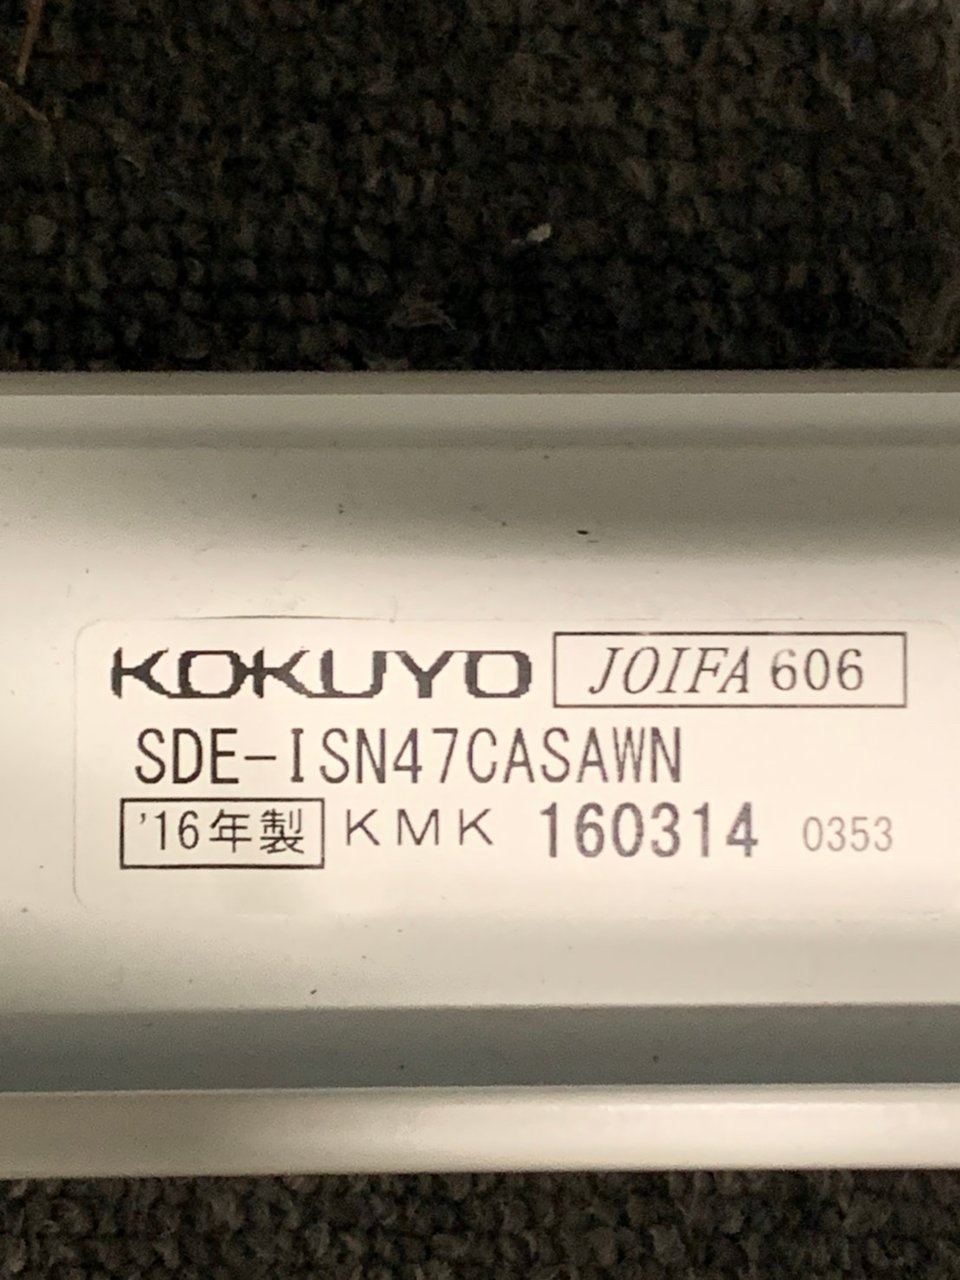 KOKUYO JOIFA 606
SDE-ISN47CASAWN
'16年製 KMK 160314 0353